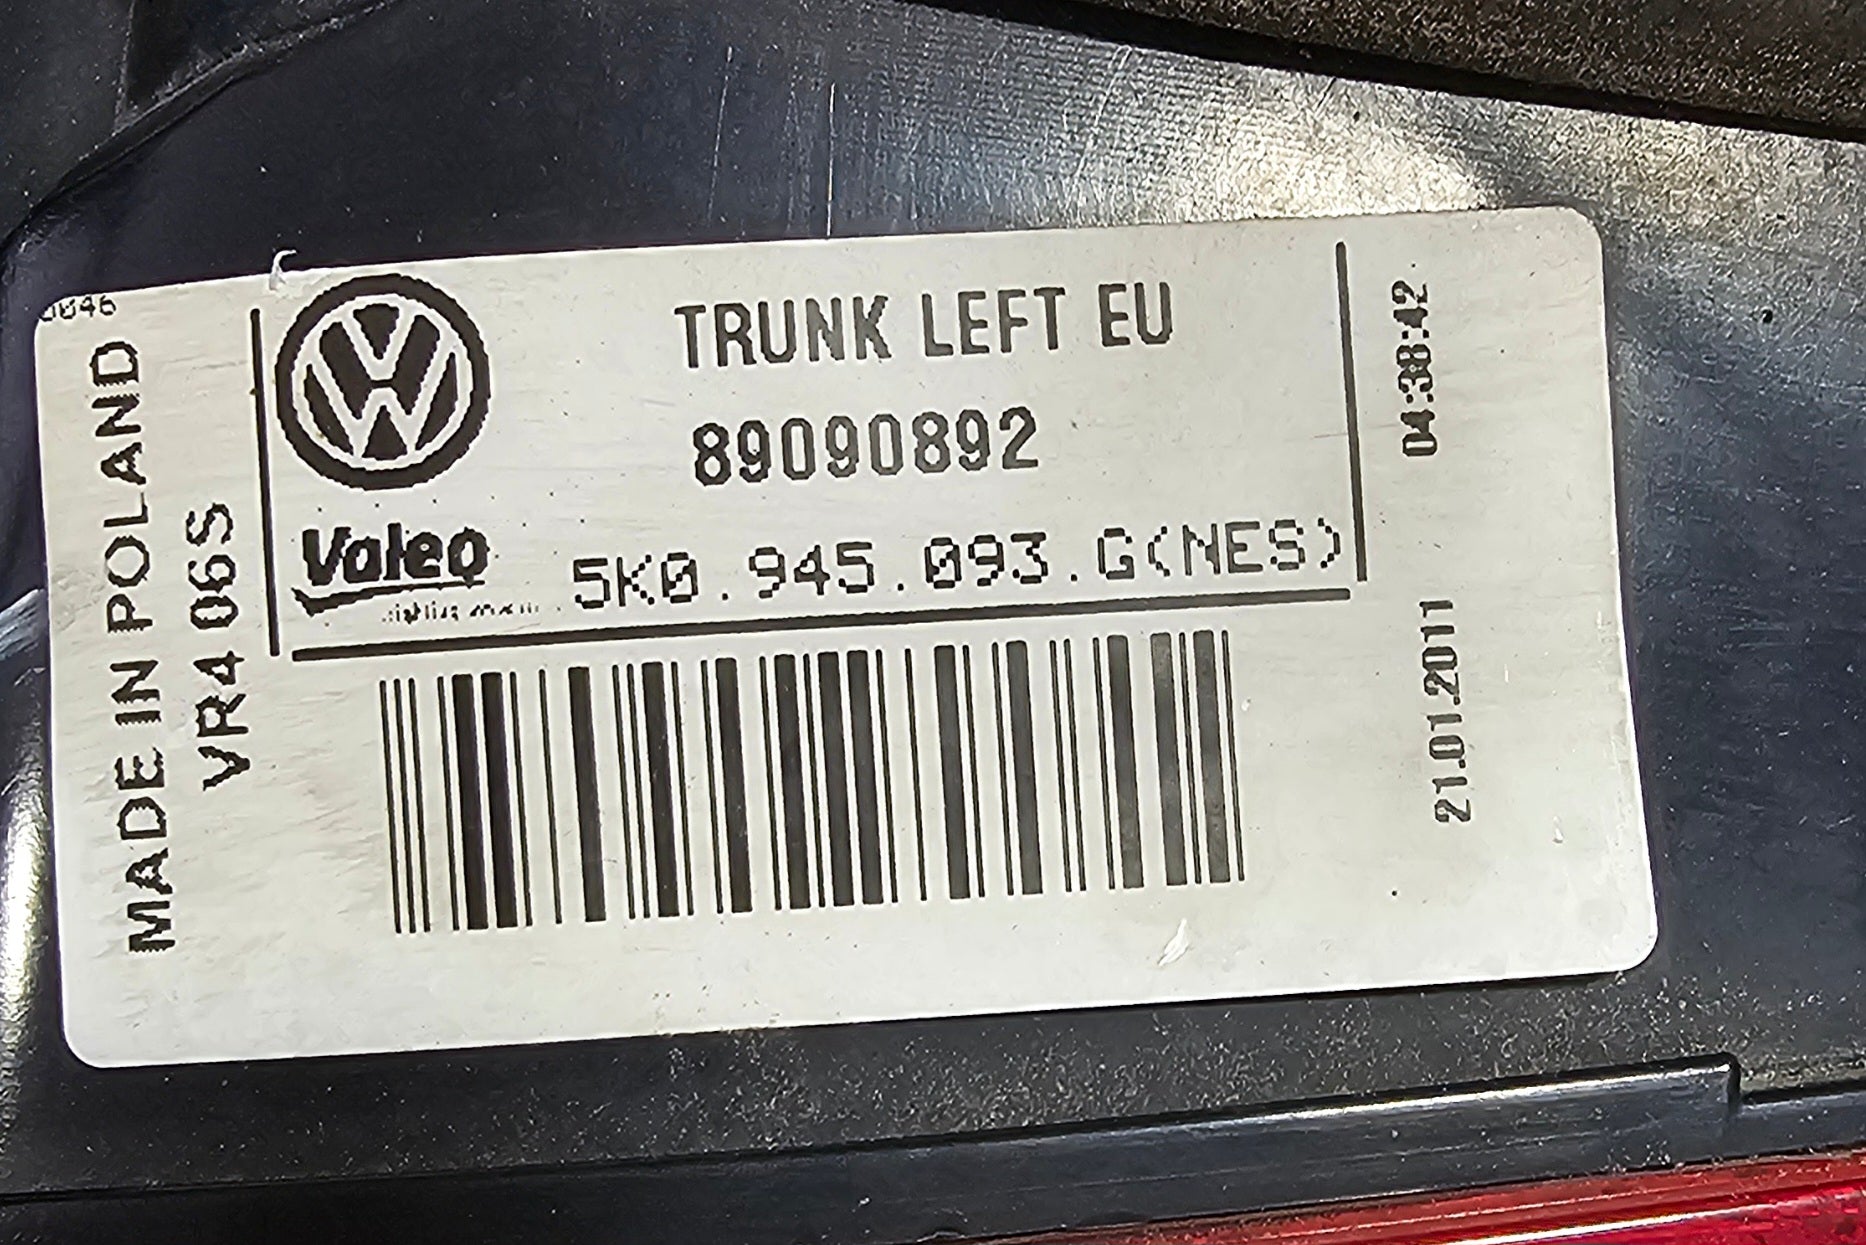 MADE IN POLAND
VR4 06S
TRUNK LEFT EU
89090892
Valeo
5K0.945.093.G(NES)
04:38:42
21.01.2011